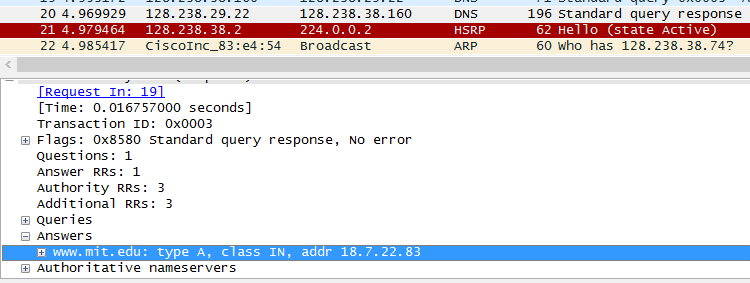 20 4.969929 128.238.29.22 128.238.38.160 DNS 196 Standard query response
21 4.979464 128.238.38.2 224.0.0.2 HSRP 62 Hello (state Active)
22 4.985417 CiscoInc_83:e4:54 Broadcast ARP 60 Who has 128.238.38.74?
[Request In: 19]
[Time: 0.016757000 seconds]
Transaction ID: 0x0003
Flags: 0x8580 Standard query response, No error
Questions: 1
Answer RRs: 1
Authority RRs: 3
Additional RRs: 3
Queries
Answers
www.mit.edu: type A, class IN, addr 18.7.22.83
Authoritative nameservers